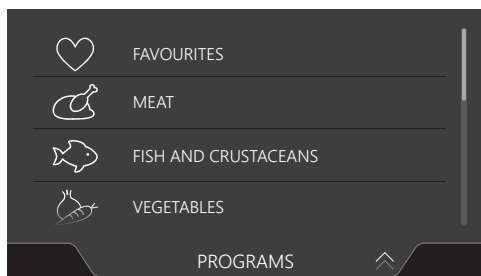 FAVOURITES
MEAT
FISH AND CRUSTACEANS
VEGETABLES
PROGRAMS